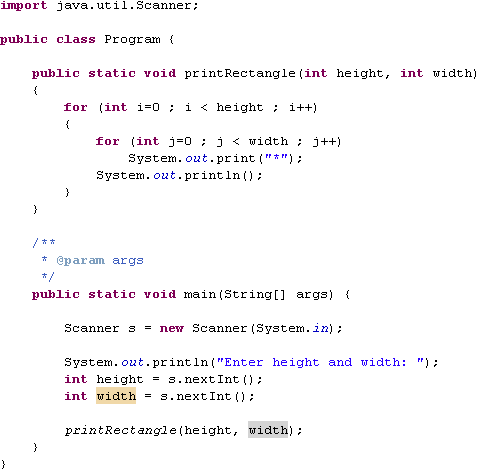 import java.util.Scanner;
public class Program {
public static void printRectangle(int height, int width)
{
for (int i=0 ; i < height ; i++)
{
for (int j=0 ; j < width ; j++)
System.out.print("*");
System.out.println();
}
}
/**
* @param args
*/
public static void main(String[] args) {
Scanner s = new Scanner(System.in);
System.out.println("Enter height and width: ");
int height = s.nextInt();
int width = s.nextInt();
printRectangle(height, width);
}
}